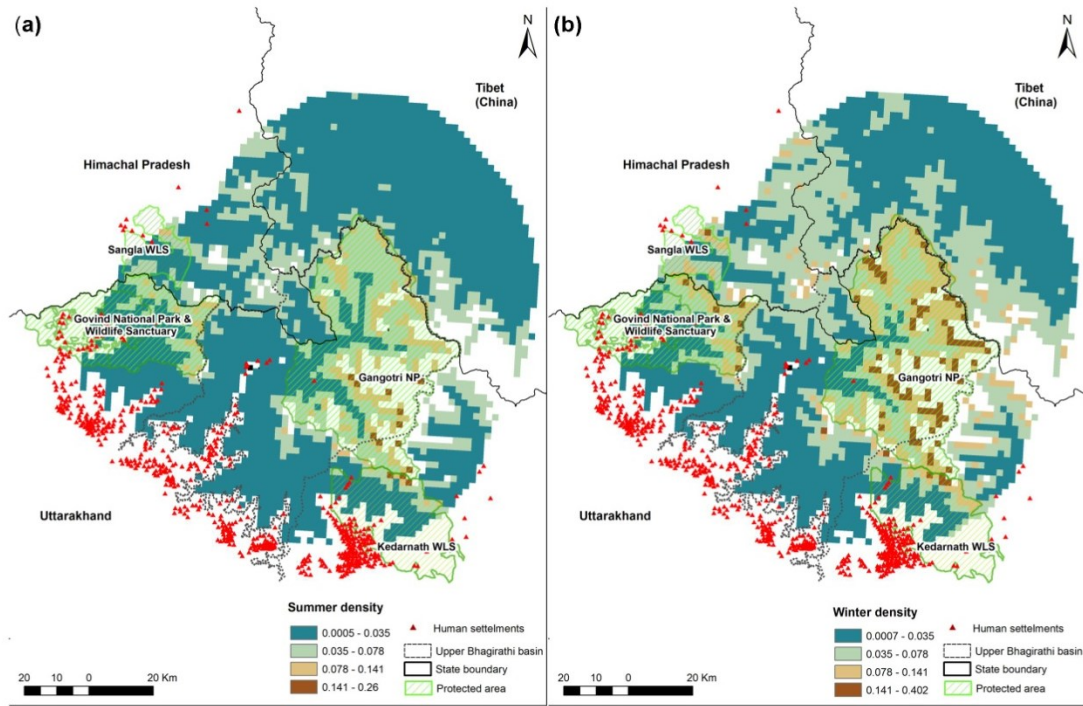 (a)
N
Tibet
(China)
Himachal Pradesh
Sangla WLS
Govind National Park &
Wildlife Sanctuary
Gangotri NP
Uttarakhand
Kedarnath WLS
Summer density
0.0005 - 0.035
0.035 - 0.078
0.078 - 0.141
0.141 - 0.26
Human settelments
Upper Bhagirathi basin
State boundary
Protected area
20 10 0 20 Km
(b)
N
Tibet
(China)
Himachal Pradesh
Sangla WLS
Govind National Park &
Wildlife Sanctuary
Gangotri NP
Uttarakhand
Kedarnath WLS
Winter density
0.0007 - 0.035
0.035 - 0.078
0.078 - 0.141
0.141 - 0.402
Human settelments
Upper Bhagirathi basin
State boundary
Protected area
20 10 0 20 Km